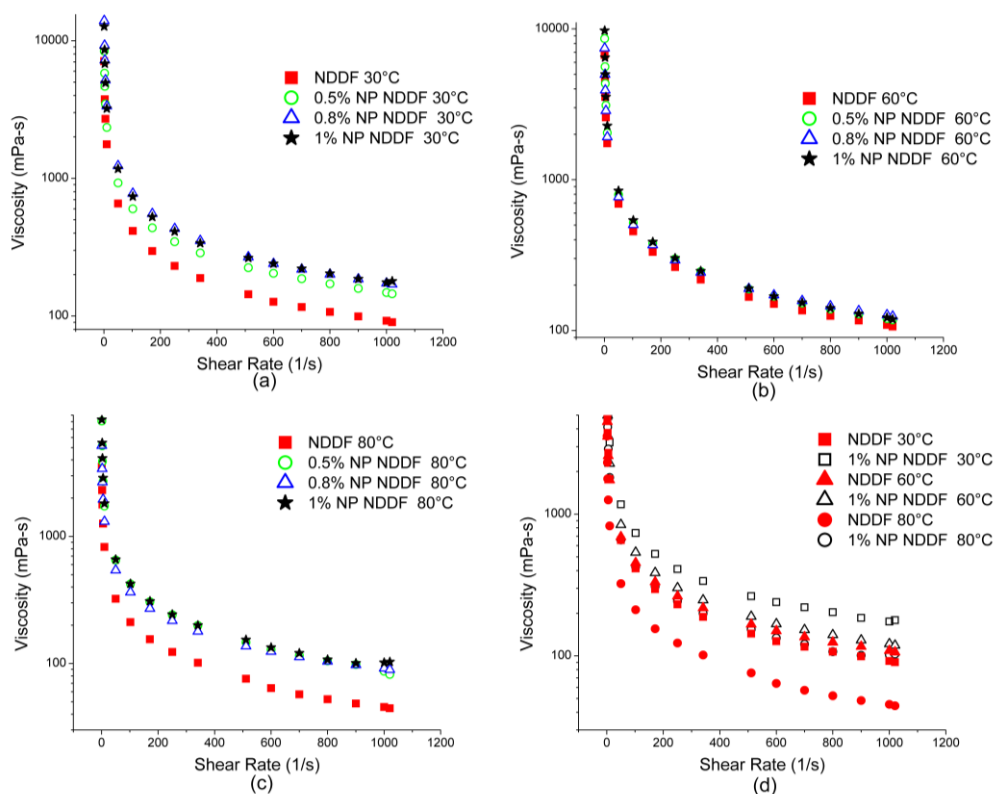 10000
1000
100
Viscosity (mPa-s)
NDDF 30°C
0.5% NP NDDF 30°C
0.8% NP NDDF 30°C
1% NP NDDF 30°C
0 200 400 600 800 1000 1200
Shear Rate (1/s)
(a)
10000
1000
100
Viscosity (mPa-s)
NDDF 60°C
0.5% NP NDDF 60°C
0.8% NP NDDF 60°C
1% NP NDDF 60°C
0 200 400 600 800 1000 1200
Shear Rate (1/s)
(b)
1000
100
Viscosity (mPa-s)
NDDF 80°C
0.5% NP NDDF 80°C
0.8% NP NDDF 80°C
1% NP NDDF 80°C
0 200 400 600 800 1000 1200
Shear Rate (1/s)
(c)
1000
100
Viscosity (mPa-s)
NDDF 30°C
1% NP NDDF 30°C
NDDF 60°C
1% NP NDDF 60°C
NDDF 80°C
1% NP NDDF 80°C
0 200 400 600 800 1000 1200
Shear Rate (1/s)
(d)